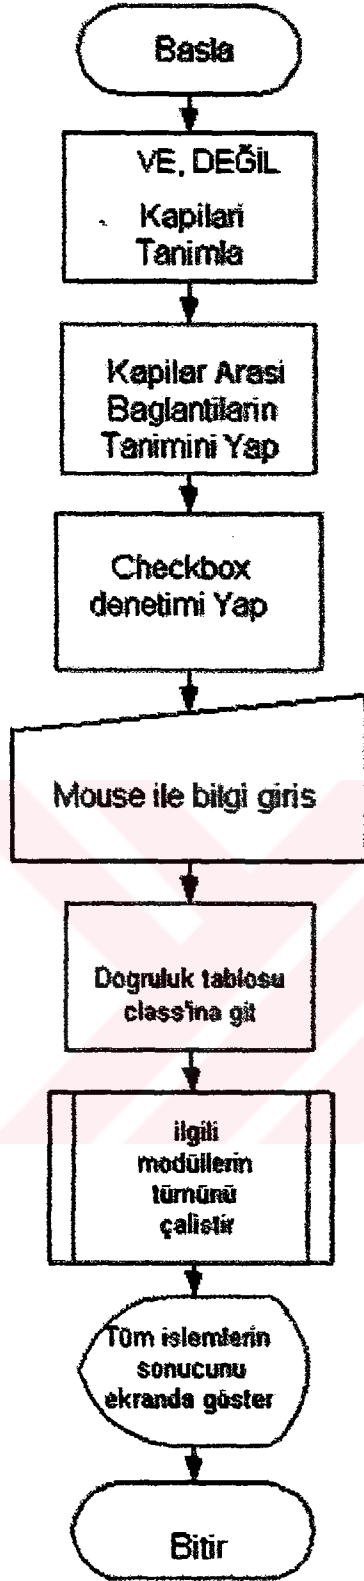 Basla
VE, DEĞİL
Kapilari
Tanimla
Kapilar Arasi
Baglantilarin
Tanimini Yap
Checkbox
denetimi Yap
Mouse ile bilgi giris
Dogruluk tablosu
class'ina git
ilgili
modüllerin
tümünü
çalistir
Tüm islemlerin
sonucunu
ekranda göster
Bitir